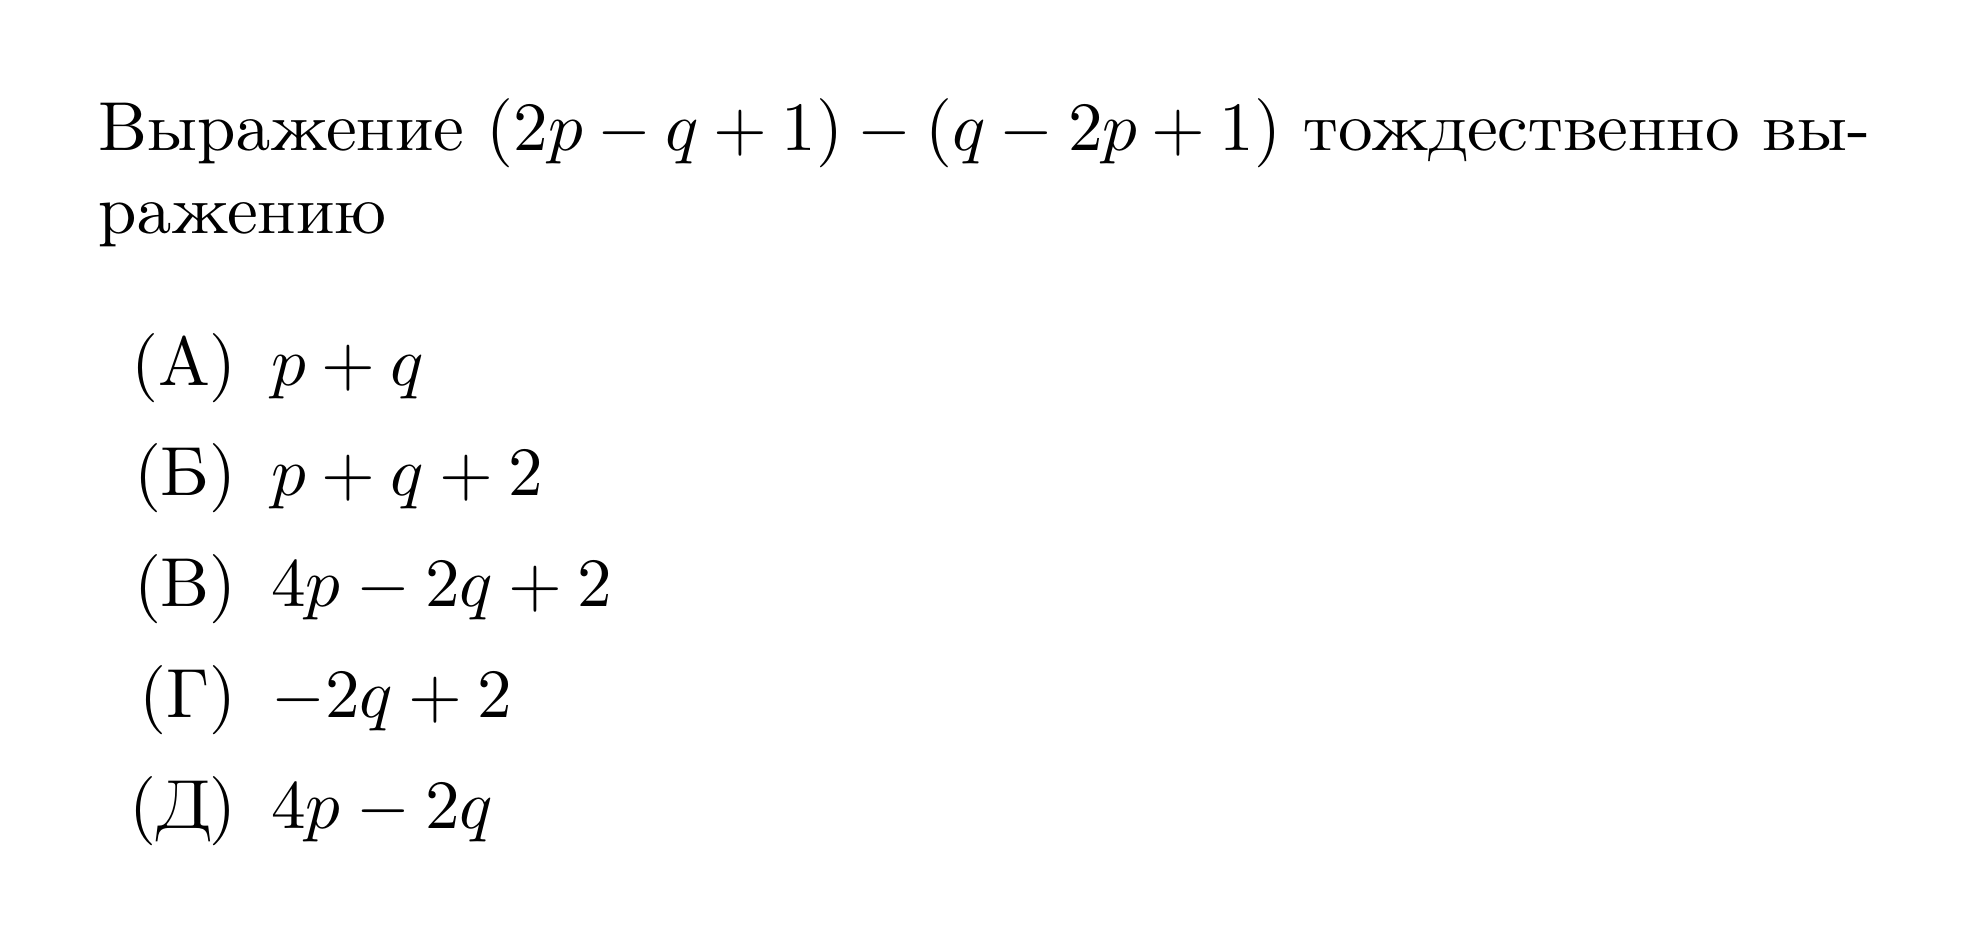 Выражение (2p − q + 1) − (q − 2p + 1) тождественно вы-
ражению
(А) p + q
(Б) p + q + 2
(В) 4p − 2q + 2
(Г) −2q + 2
(Д) 4p − 2q